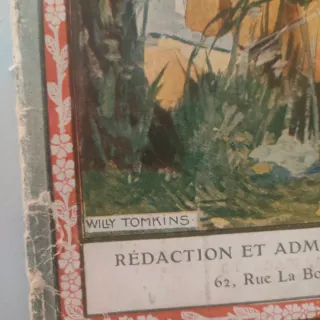 WILLY TOMKINS.
RÉDACTION ET ADM
62, Rue La Bo